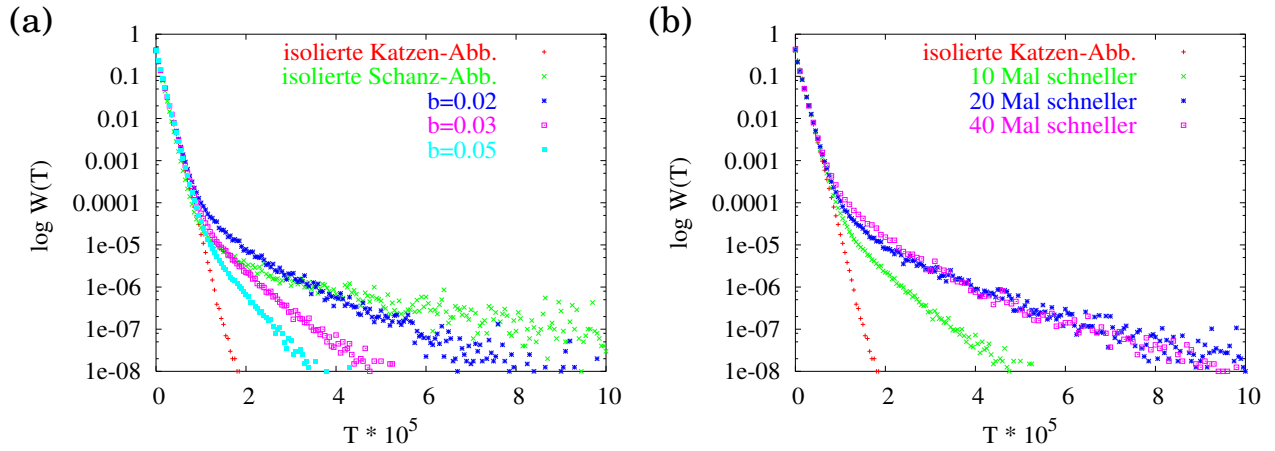 (a)
log W(T)
1
0.1
0.01
0.001
0.0001
1e-05
1e-06
1e-07
1e-08
isolierte Katzen-Abb.
isolierte Schanz-Abb.
b=0.02
b=0.03
b=0.05
0 2 4 6 8 10
T * 10^5
(b)
log W(T)
1
0.1
0.01
0.001
0.0001
1e-05
1e-06
1e-07
1e-08
isolierte Katzen-Abb.
10 Mal schneller
20 Mal schneller
40 Mal schneller
0 2 4 6 8 10
T * 10^5